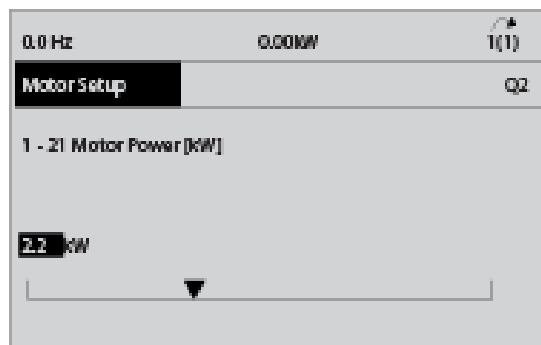 0.0 Hz 0.00kW 1(1)
Motor Setup Q2
1 - 21 Motor Power [kW]
2.2 kW